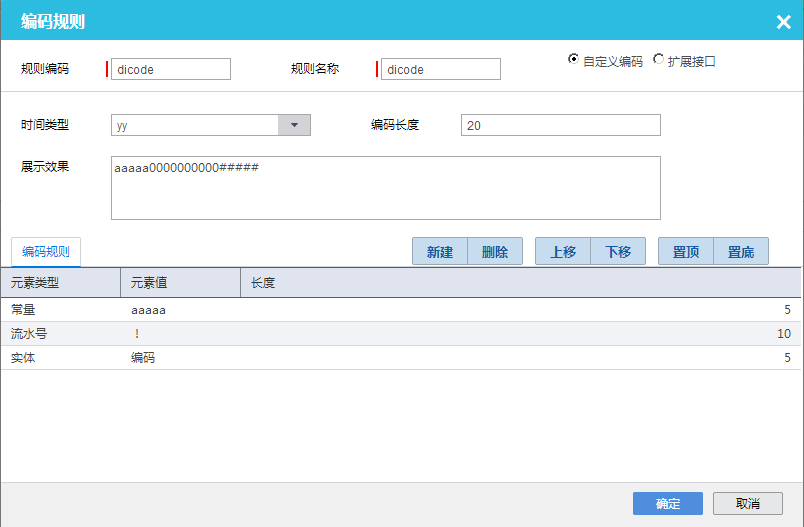 编码规则
规则编码 dicode 规则名称 dicode 自定义编码 扩展接口
时间类型 yy 编码长度 20
展示效果 aaaaa0000000000#####
编码规则 新建 删除 上移 下移 置顶 置底
元素类型 元素值 长度
常量 aaaaa 5
流水号 ! 10
实体 编码 5
确定 取消